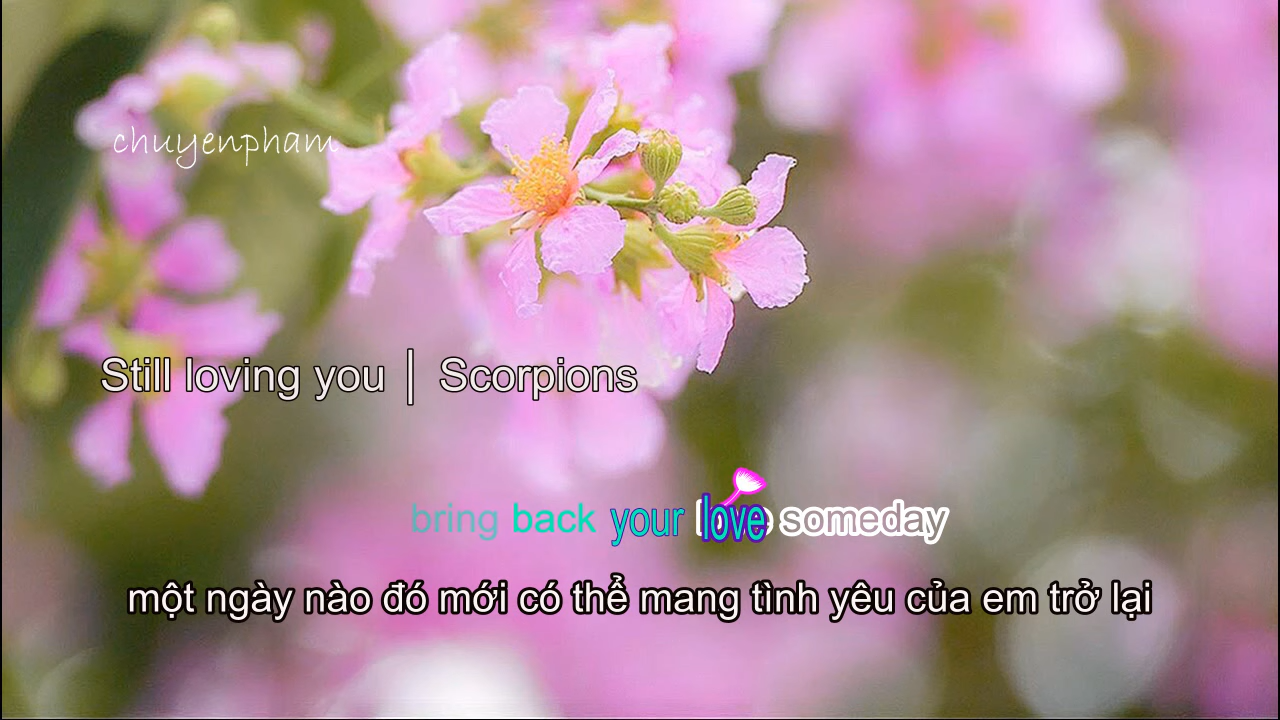 chuyenpham
Still loving you | Scorpions
bring back your love someday
một ngày nào đó mới có thể mang tình yêu của em trở lại